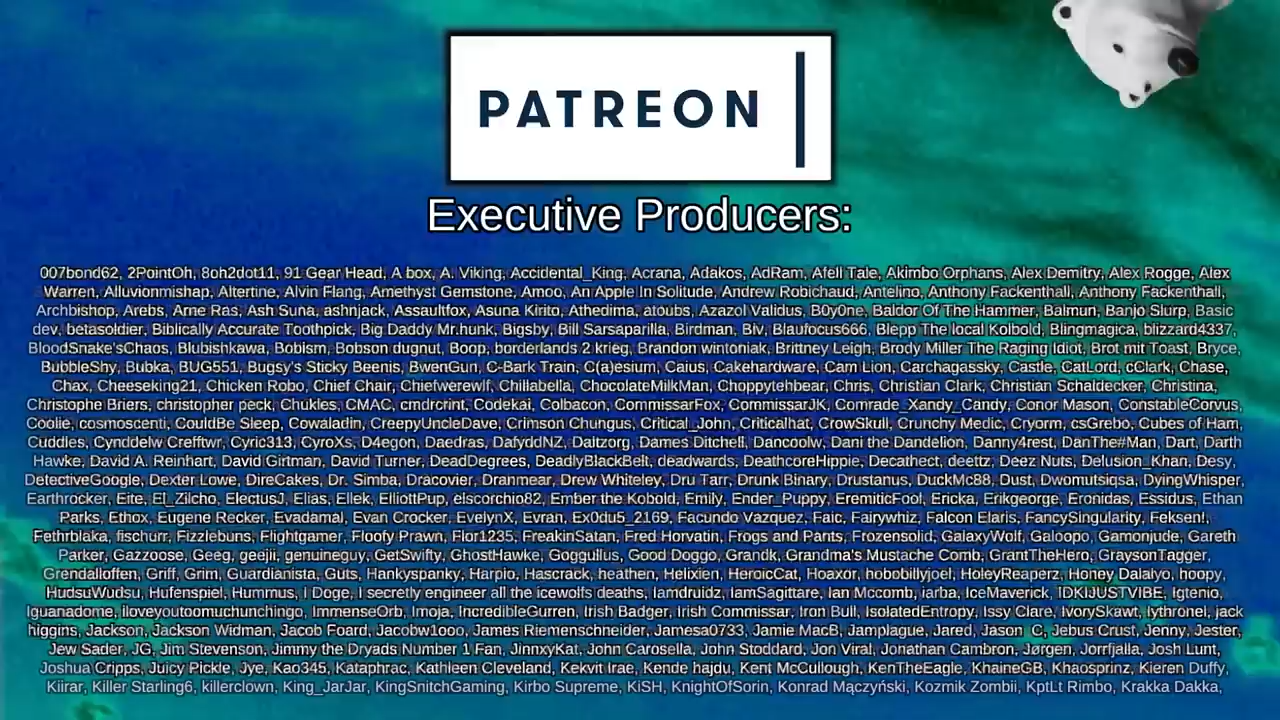 PATREON
Executive Producers:
007bond62, 2PointOh, 8oh2dot11, 91 Gear Head, A box, A. Viking, Accidental_King, Acrana, Adakos, AdRam, Afell Tale, Akimbo Orphans, Alex Demitry, Alex Rogge, Alex
Warren, Alluvionmishap, Altertine, Alvin Flang, Amethyst Gemstone, Amoo, An Apple In Solitude, Andrew Robichaud, Antelino, Anthony Fackenthall, Anthony Fackenthall,
Archbishop, Arebs, Arne Ras, Ash Suna, ashnjack, Assaultfox, Asuna Kirito, Athedima, atoubs, Azazol Validus, B0y0ne, Baldor Of The Hammer, Balmun, Banjo Slurp, Basic
dev, betasoldier, Biblically Accurate Toothpick, Big Daddy Mr.hunk, Bigsby, Bill Sarsaparilla, Birdman, Biv, Blaufocus666, Blepp The local Kolbold, Blingmagica, blizzard4337,
BloodSnake'sChaos, Blubishkawa, Bobism, Bobson dugnut, Boop, borderlands 2 krieg, Brandon wintoniak, Brittney Leigh, Brody Miller The Raging Idiot, Brot mit Toast, Bryce,
BubbleShy, Bubka, BUG551, Bugsy's Sticky Beenis, BwenGun, C-Bark Train, C(a)esium, Caius, Cakehardware, Cam Lion, Carchagassky, Castle, CatLord, cClark, Chase,
Chax, Cheeseking21, Chicken Robo, Chief Chair, Chiefwerewlf, Chillabella, ChocolateMilkMan, Choppytehbear, Chris, Christian Clark, Christian Schaldecker, Christina,
Christophe Briers, christopher peck, Chukles, CMAC, cmdrcrint, Codekai, Colbacon, CommissarFox, CommissarJK, Comrade_Xandy_Candy, Conor Mason, ConstableCorvus,
Coolie, cosmoscenti, CouldBe Sleep, Cowaladin, CreepyUncleDave, Crimson Chungus, Critical_John, Criticalhat, CrowSkull, Crunchy Medic, Cryorm, csGrebo, Cubes of Ham,
Cuddles, Cynddelw Crefftwr, Cyric313, CyroXs, D4egon, Daedras, DafyddNZ, Daltzorg, Dames Ditchell, Dancoolw, Dani the Dandelion, Danny4rest, DanThe#Man, Dart, Darth
Hawke, David A. Reinhart, David Girtman, David Turner, DeadDegrees, DeadlyBlackBelt, deadwards, DeathcoreHippie, Decathect, deettz, Deez Nuts, Delusion_Khan, Desy,
DetectiveGoogle, Dexter Lowe, DireCakes, Dr. Simba, Dracovier, Dranmear, Drew Whiteley, Dru Tarr, Drunk Binary, Drustanus, DuckMc88, Dust, Dwomutsiqsa, DyingWhisper,
Earthrocker, Eite, El_Zilcho, ElectusJ, Elias, Ellek, ElliottPup, elscorchio82, Ember the Kobold, Emily, Ender_Puppy, EremiticFool, Ericka, Erikgeorge, Eronidas, Essidus, Ethan
Parks, Ethox, Eugene Recker, Evadamal, Evan Crocker, EvelynX, Evran, Ex0du5_2169, Facundo Vazquez, Faic, Fairywhiz, Falcon Elaris, FancySingularity, Feksen!,
Fethrblaka, fischurr, Fizzlebuns, Flightgamer, Floofy Prawn, Flor1235, FreakinSatan, Fred Horvatin, Frogs and Pants, Frozensolid, GalaxyWolf, Galoopo, Gamonjude, Gareth
Parker, Gazzoose, Geeg, geejii, genuineguy, GetSwifty, GhostHawke, Goggullus, Good Doggo, Grandk, Grandma's Mustache Comb, GrantTheHero, GraysonTagger,
Grendalloffen, Griff, Grim, Guardianista, Guts, Hankyspanky, Harpio, Hascrack, heathen, Helixien, HeroicCat, Hoaxor, hobobillyjoel, HoleyReaperz, Honey Dalalyo, hoopy,
HudsuWudsu, Hufenspiel, Hummus, I Doge, I secretly engineer all the icewolfs deaths, Iamdruidz, IamSagittare, Ian Mccomb, iarba, IceMaverick, IDKIJUSTVIBE, Igtenio,
Iguanadome, iloveyoutoomuchunchingo, ImmenseOrb, Imoja, IncredibleGurren, Irish Badger, Irish Commissar, Iron Bull, IsolatedEntropy, Issy Clare, IvorySkawt, Iythronel, jack
higgins, Jackson, Jackson Widman, Jacob Foard, Jacobw1ooo, James Riemenschneider, Jamesa0733, Jamie MacB, Jamplague, Jared, Jason_C, Jebus Crust, Jenny, Jester,
Jew Sader, JG, Jim Stevenson, Jimmy the Dryads Number 1 Fan, JinnxyKat, John Carosella, John Stoddard, Jon Viral, Jonathan Cambron, Jørgen, Jorrfjalla, Josh Lunt,
Joshua Cripps, Juicy Pickle, Jye, Kao345, Kataphrac, Kathleen Cleveland, Kekvit Irae, Kende hajdu, Kent McCullough, KenTheEagle, KhaineGB, Khaosprinz, Kieren Duffy,
Kiirar, Killer Starling6, killerclown, King_JarJar, KingSnitchGaming, Kirbo Supreme, KiSH, KnightOfSorin, Konrad Mączyński, Kozmik Zombii, KptLt Rimbo, Krakka Dakka,